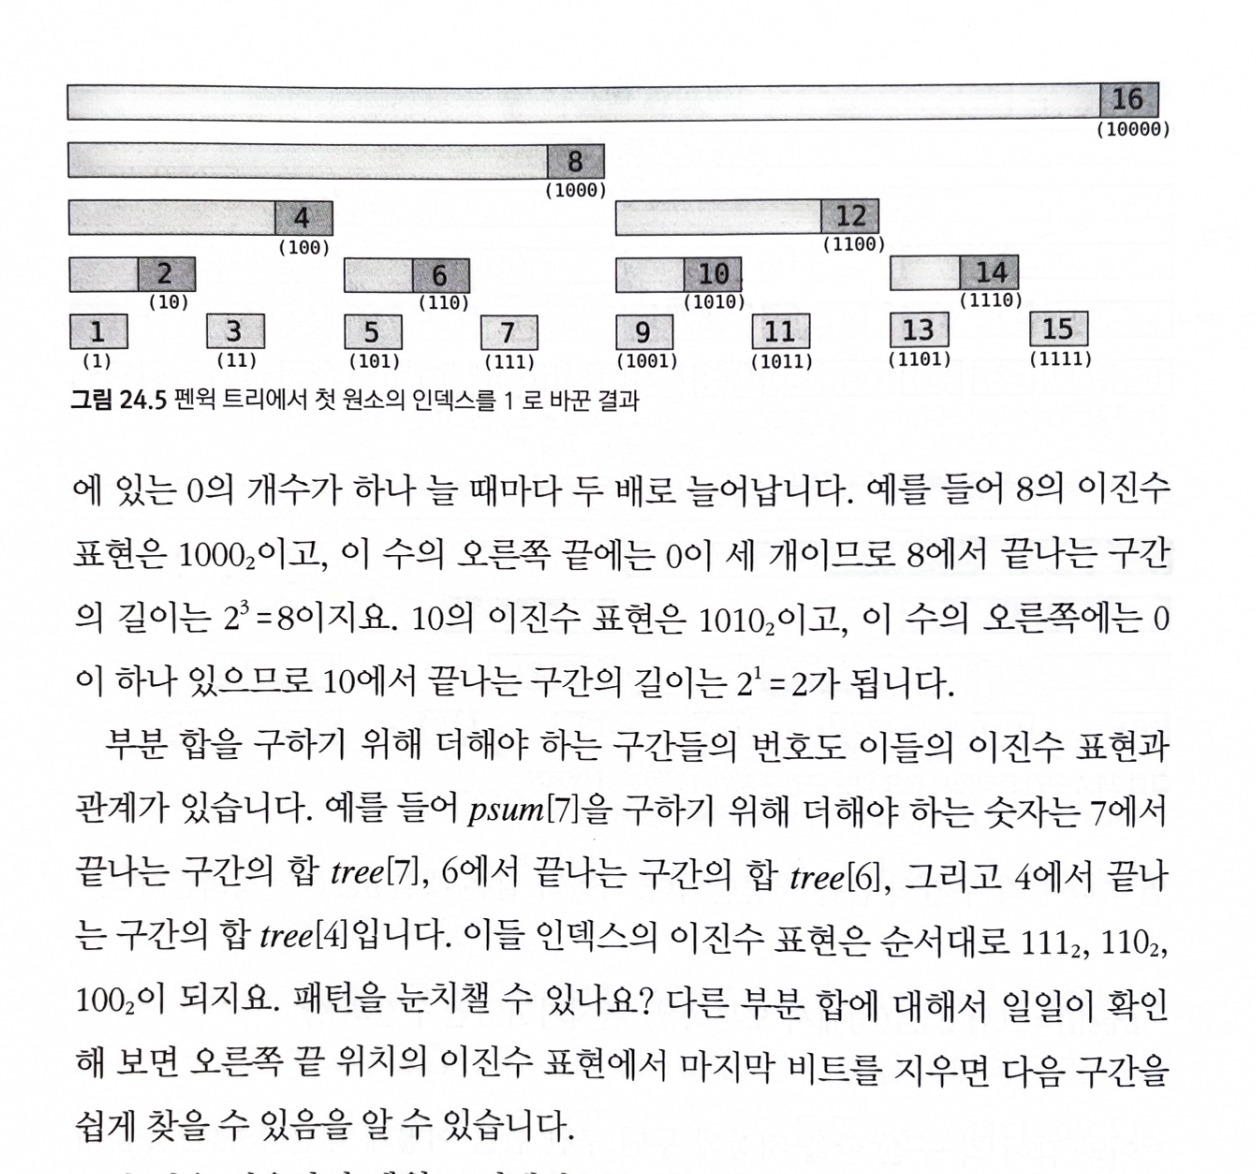 16
(10000)
8
(1000)
4 12
(100) (1100)
2 6 10 14
(10) (110) (1010) (1110)
1 3 5 7 9 11 13 15
(1) (11) (101) (111) (1001) (1011) (1101) (1111)
그림 24.5 펜윅 트리에서 첫 원소의 인덱스를 1 로 바꾼 결과
에 있는 0의 개수가 하나 늘 때마다 두 배로 늘어납니다. 예를 들어 8의 이진수
표현은 1000₂이고, 이 수의 오른쪽 끝에는 0이 세 개이므로 8에서 끝나는 구간
의 길이는 2³=8이지요. 10의 이진수 표현은 1010₂이고, 이 수의 오른쪽에는 0
이 하나 있으므로 10에서 끝나는 구간의 길이는 2¹=2가 됩니다.
부분 합을 구하기 위해 더해야 하는 구간들의 번호도 이들의 이진수 표현과
관계가 있습니다. 예를 들어 psum[7]을 구하기 위해 더해야 하는 숫자는 7에서
끝나는 구간의 합 tree[7], 6에서 끝나는 구간의 합 tree[6], 그리고 4에서 끝나
는 구간의 합 tree[4]입니다. 이들 인덱스의 이진수 표현은 순서대로 111₂, 110₂,
100₂이 되지요. 패턴을 눈치챌 수 있나요? 다른 부분 합에 대해서 일일이 확인
해 보면 오른쪽 끝 위치의 이진수 표현에서 마지막 비트를 지우면 다음 구간을
쉽게 찾을 수 있음을 알 수 있습니다.